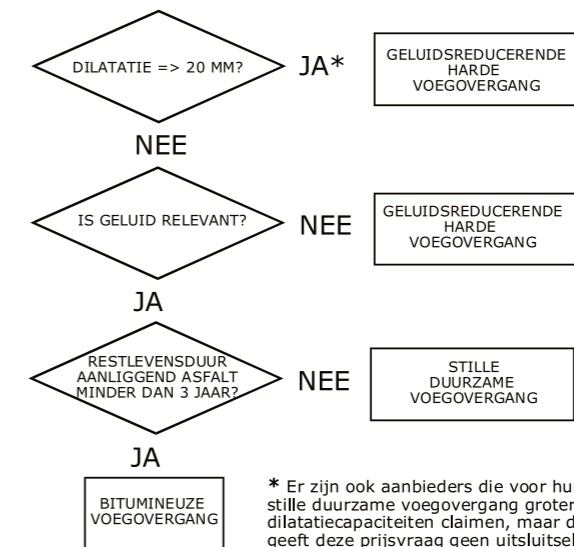 DILATATIE => 20 MM?
JA*
GELUIDSREDUCERENDE
HARDE
VOEGOVERGANG
NEE
IS GELUID RELEVANT?
NEE
GELUIDSREDUCERENDE
HARDE
VOEGOVERGANG
JA
RESTLEVENSDUUR
AANLIGGEND ASFALT
MINDER DAN 3 JAAR?
NEE
STILLE
DUURZAME
VOEGOVERGANG
JA
BITUMINEUZE
VOEGOVERGANG
* Er zijn ook aanbieders die voor hu
stille duurzame voegovergang groter
dilatatiecapaciteiten claimen, maar d
geeft deze prijsvraag geen uitsluitsel